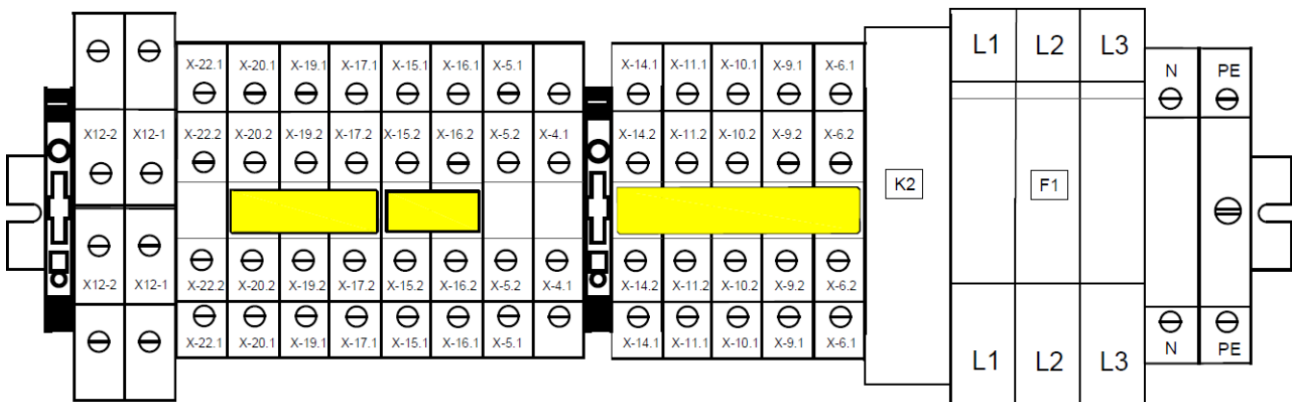 L1 L2 L3
X-22.1 X-20.1 X-19.1 X-17.1 X-15.1 X-16.1 X-5.1 X-14.1 X-11.1 X-10.1 X-9.1 X-6.1 N PE
X12-2 X12-1 X-22.2 X-20.2 X-19.2 X-17.2 X-15.2 X-16.2 X-5.2 X-4.1 X-14.2 X-11.2 X-10.2 X-9.2 X-6.2
K2 F1
X12-2 X12-1 X-22.2 X-20.2 X-19.2 X-17.2 X-15.2 X-16.2 X-5.2 X-4.1 X-14.2 X-11.2 X-10.2 X-9.2 X-6.2
X-22.1 X-20.1 X-19.1 X-17.1 X-15.1 X-16.1 X-5.1 X-14.1 X-11.1 X-10.1 X-9.1 X-6.1 N PE
L1 L2 L3